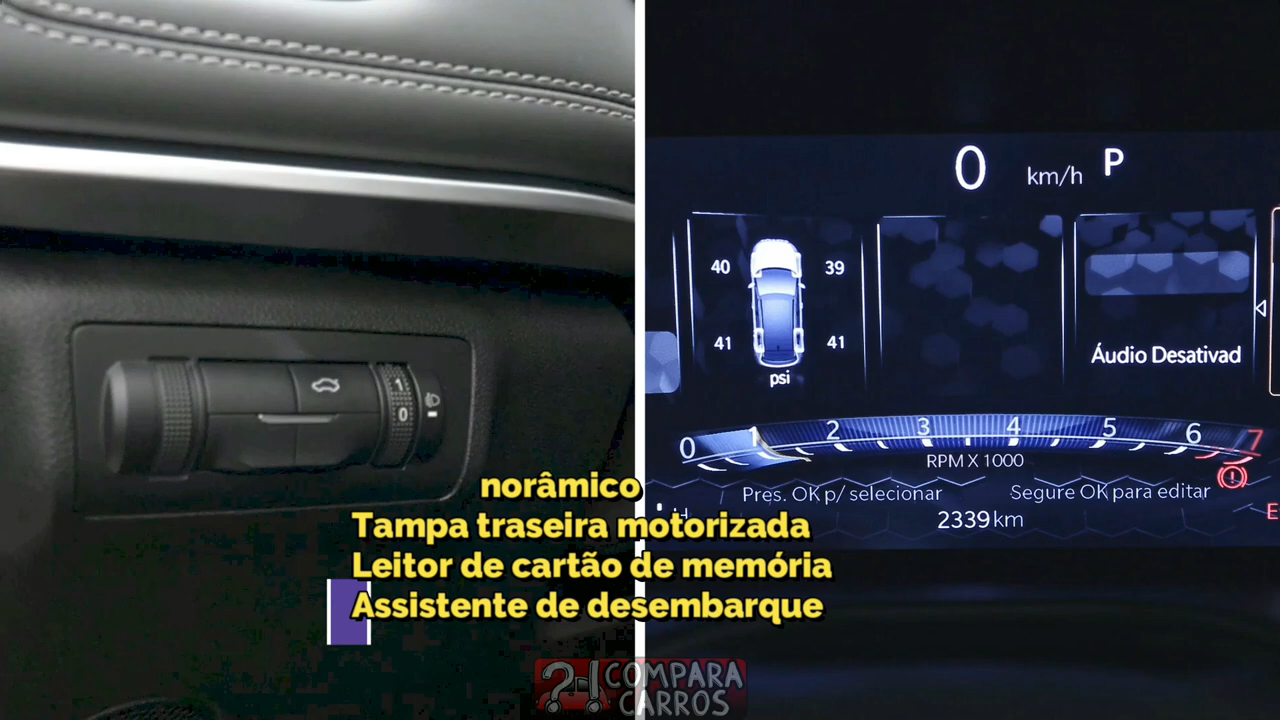 1
0
0 km/h P
40 39
41 41
psi
Áudio Desativad
0 1 2 3 4 5 6 7
RPM X 1000
Pres. OK p/ selecionar Segure OK para editar
2339 km
H E
norâmico
Tampa traseira motorizada
Leitor de cartão de memória
Assistente de desembarque
?! COMPARA
CARROS